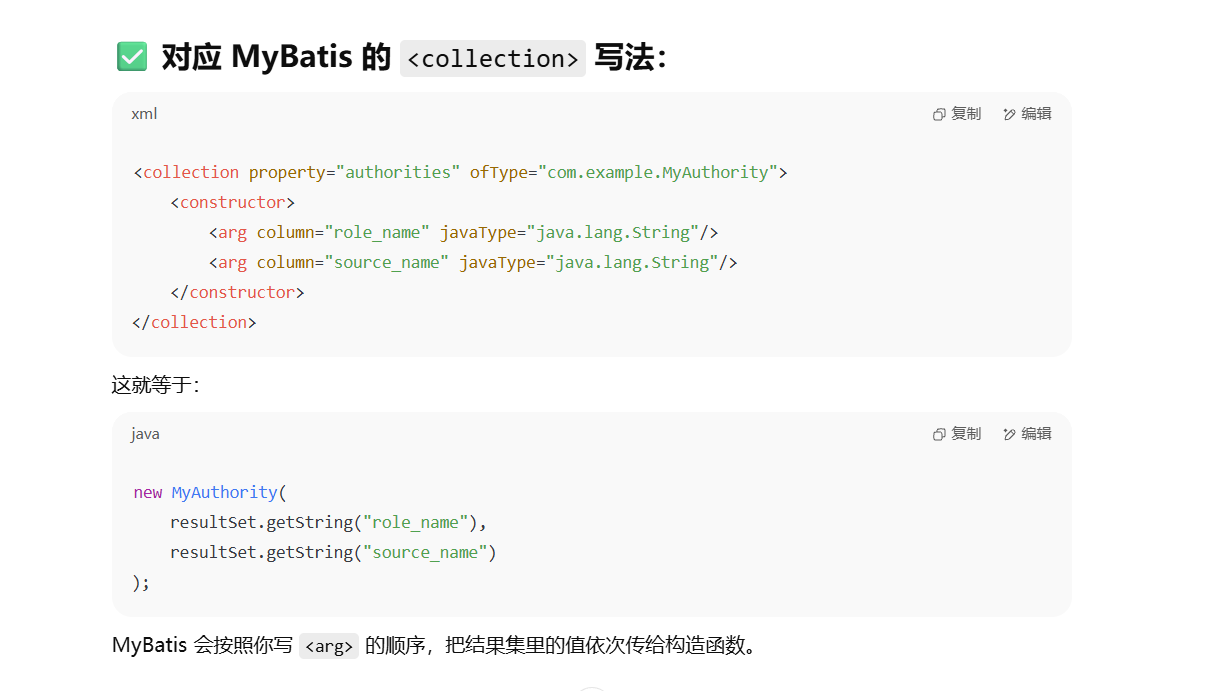 ✅ 对应 MyBatis 的 <collection> 写法：
xml
复制
编辑
<collection property="authorities" ofType="com.example.MyAuthority">
    <constructor>
        <arg column="role_name" javaType="java.lang.String"/>
        <arg column="source_name" javaType="java.lang.String"/>
    </constructor>
</collection>
这就等于：
java
复制
编辑
new MyAuthority(
    resultSet.getString("role_name"),
    resultSet.getString("source_name")
);
MyBatis 会按照你写 <arg> 的顺序，把结果集里的值依次传给构造函数。